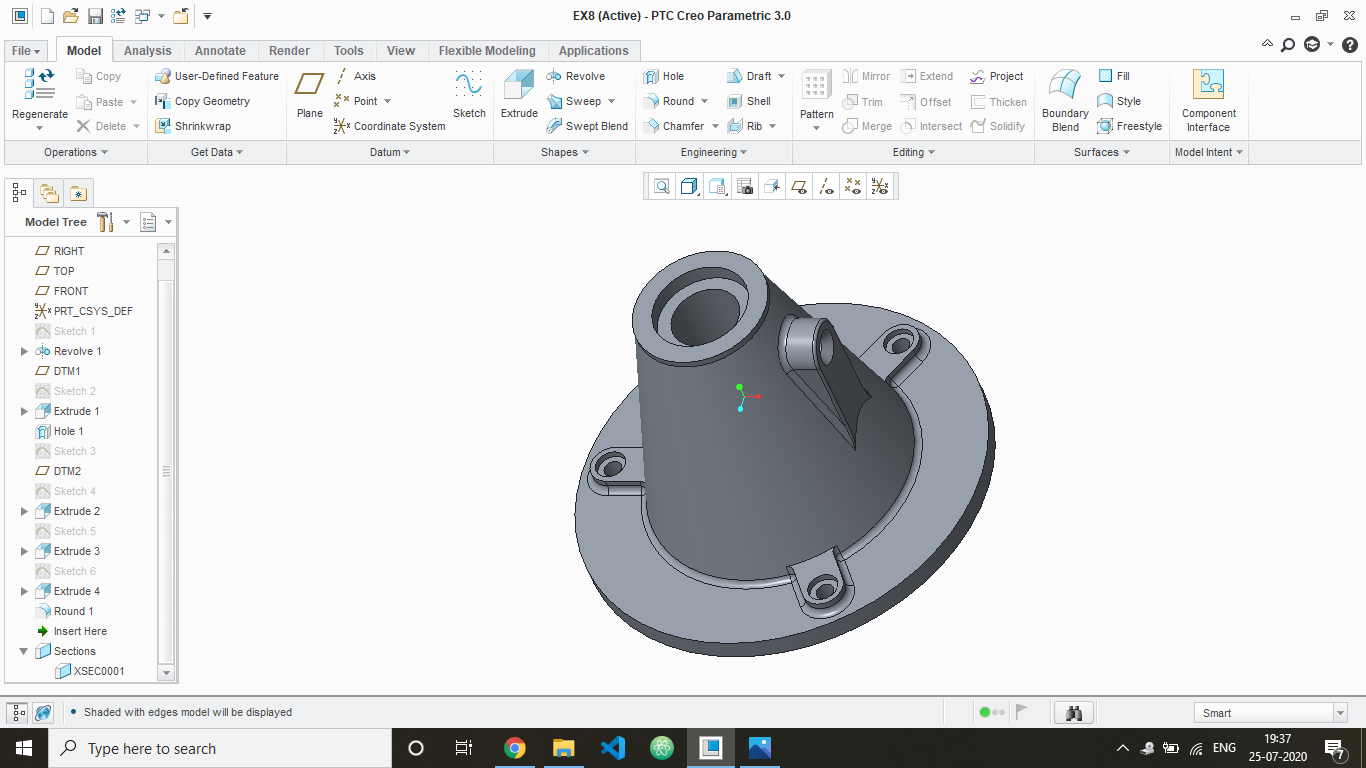 EX8 (Active) - PTC Creo Parametric 3.0
File Model Analysis Annotate Render Tools View Flexible Modeling Applications
Regenerate
Copy
Paste
Delete
Operations
User-Defined Feature
Copy Geometry
Shrinkwrap
Get Data
Plane
Axis
Point
Coordinate System
Sketch
Datum
Extrude
Revolve
Sweep
Swept Blend
Shapes
Hole
Round
Chamfer
Draft
Shell
Rib
Engineering
Pattern
Mirror
Trim
Merge
Extend
Offset
Intersect
Project
Thicken
Solidify
Editing
Boundary
Blend
Fill
Style
Freestyle
Surfaces
Component
Interface
Model Intent
Model Tree
RIGHT
TOP
FRONT
PRT_CSYS_DEF
Sketch 1
Revolve 1
DTM1
Sketch 2
Extrude 1
Hole 1
Sketch 3
DTM2
Sketch 4
Extrude 2
Sketch 5
Extrude 3
Sketch 6
Extrude 4
Round 1
Insert Here
Sections
XSEC0001
Shaded with edges model will be displayed
Smart
Type here to search
ENG
19:37
25-07-2020
7